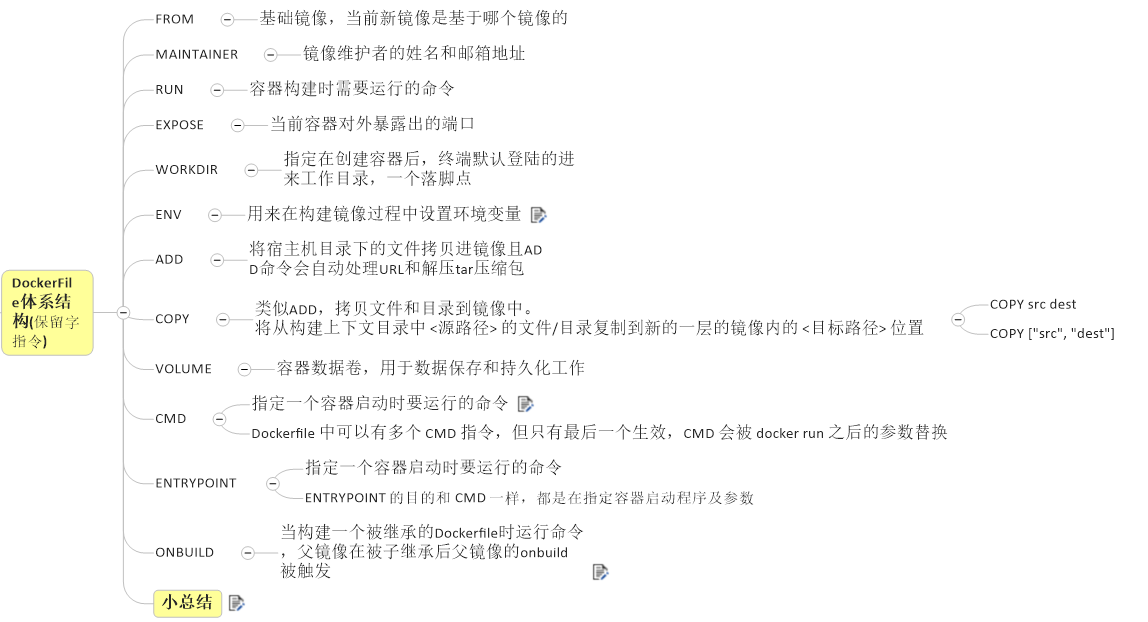 FROM 基础镜像，当前新镜像是基于哪个镜像的
MAINTAINER 镜像维护者的姓名和邮箱地址
RUN 容器构建时需要运行的命令
EXPOSE 当前容器对外暴露出的端口
WORKDIR 指定在创建容器后，终端默认登陆的进
来工作目录，一个落脚点
ENV 用来在构建镜像过程中设置环境变量
ADD 将宿主机目录下的文件拷贝进镜像且AD
D命令会自动处理URL和解压tar压缩包
DockerFil
e体系结
构(保留字
指令)
COPY 类似ADD，拷贝文件和目录到镜像中。
将从构建上下文目录中 <源路径> 的文件/目录复制到新的一层的镜像内的 <目标路径> 位置
COPY src dest
COPY ["src", "dest"]
VOLUME 容器数据卷，用于数据保存和持久化工作
CMD 指定一个容器启动时要运行的命令
Dockerfile 中可以有多个 CMD 指令，但只有最后一个生效，CMD 会被 docker run 之后的参数替换
ENTRYPOINT 指定一个容器启动时要运行的命令
ENTRYPOINT 的目的和 CMD 一样，都是在指定容器启动程序及参数
ONBUILD 当构建一个被继承的Dockerfile时运行命令
，父镜像在被子继承后父镜像的onbuild
被触发
小总结